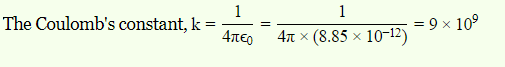 The Coulomb's constant, k = 1/(4πϵ₀) = 1/(4π × (8.85 × 10⁻¹²)) = 9 × 10⁹